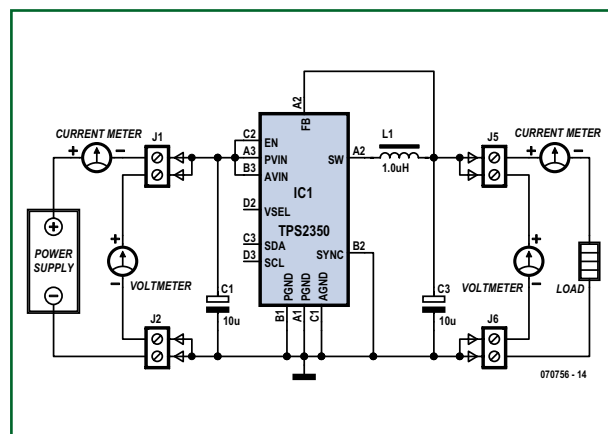 A2
FB
CURRENT METER
J1
C2
A3
B3
EN
PVIN
AVIN
SW
A2
L1
1.0uH
J5
CURRENT METER
IC1
D2
VSEL
TPS2350
POWER
SUPPLY
VOLTMETER
C3
D3
SDA
SCL
SYNC
B2
C1
10u
PGND
PGND
AGND
B1
A1
C1
C3
10u
VOLTMETER
LOAD
J2
J6
070756 - 14
+
−
+
−
+
−
+
−
+
−